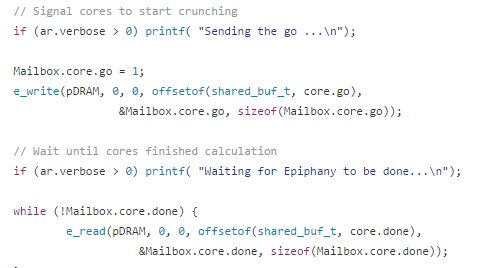 // Signal cores to start crunching
if (ar.verbose > 0) printf( "Sending the go ...\n");
Mailbox.core.go = 1;
e_write(pDRAM, 0, 0, offsetof(shared_buf_t, core.go),
&Mailbox.core.go, sizeof(Mailbox.core.go));
// Wait until cores finished calculation
if (ar.verbose > 0) printf( "Waiting for Epiphany to be done...\n");
while (!Mailbox.core.done) {
e_read(pDRAM, 0, 0, offsetof(shared_buf_t, core.done),
&Mailbox.core.done, sizeof(Mailbox.core.done));